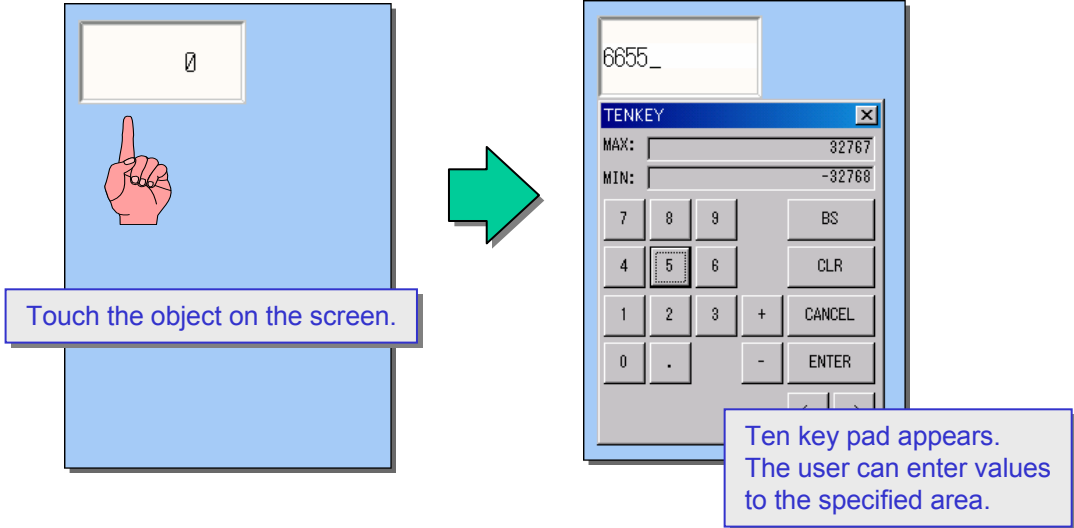 0
Touch the object on the screen.
6655_
TENKEY
MAX: 32767
MIN: -32768
7 8 9 BS
4 5 6 CLR
1 2 3 + CANCEL
0 . - ENTER
Ten key pad appears.
The user can enter values
to the specified area.